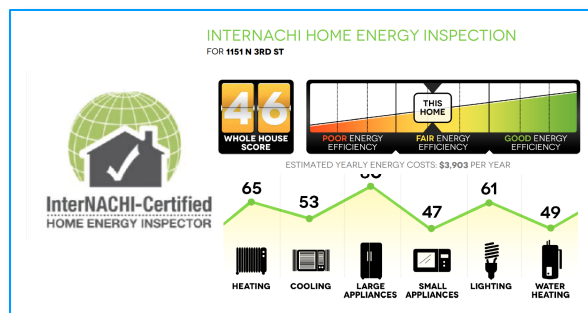 INTERNACHI HOME ENERGY INSPECTION
FOR 1151 N 3RD ST
46
WHOLE HOUSE
SCORE
THIS
HOME
POOR ENERGY
EFFICIENCY
FAIR ENERGY
EFFICIENCY
GOOD ENERGY
EFFICIENCY
ESTIMATED YEARLY ENERGY COSTS: $3,903 PER YEAR
InterNACHI-Certified
HOME ENERGY INSPECTOR
65
53
47
61
49
HEATING
COOLING
LARGE
APPLIANCES
SMALL
APPLIANCES
LIGHTING
WATER
HEATING